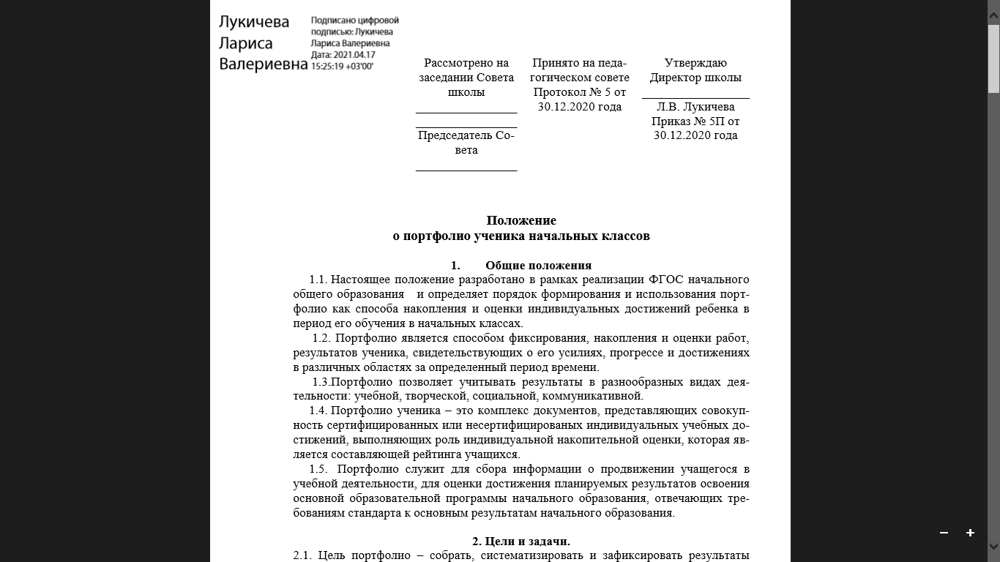 Лукичева
Лариса
Валериевна
Подписано цифровой
подписью: Лукичева
Лариса Валериевна
Дата: 2021.04.17
15:25:19 +03'00'
Рассмотрено на
заседании Совета
школы
Председатель Со-
вета
Принято на педа-
гогическом совете
Протокол № 5 от
30.12.2020 года
Утверждаю
Директор школы
Л.В. Лукичева
Приказ № 5П от
30.12.2020 года
Положение
о портфолио ученика начальных классов
1. Общие положения
1.1. Настоящее положение разработано в рамках реализации ФГОС начального
общего образования и определяет порядок формирования и использования порт-
фолио как способа накопления и оценки индивидуальных достижений ребенка в
период его обучения в начальных классах.
1.2. Портфолио является способом фиксирования, накопления и оценки работ,
результатов ученика, свидетельствующих о его усилиях, прогрессе и достижениях
в различных областях за определенный период времени.
1.3.Портфолио позволяет учитывать результаты в разнообразных видах дея-
тельности: учебной, творческой, социальной, коммуникативной.
1.4. Портфолио ученика – это комплекс документов, представляющих совокуп-
ность сертифицированных или несертифицированых индивидуальных учебных до-
стижений, выполняющих роль индивидуальной накопительной оценки, которая яв-
ляется составляющей рейтинга учащихся.
1.5. Портфолио служит для сбора информации о продвижении учащегося в
учебной деятельности, для оценки достижения планируемых результатов освоения
основной образовательной программы начального образования, отвечающих тре-
бованиям стандарта к основным результатам начального образования.
2. Цели и задачи.
2.1. Цель портфолио – собрать, систематизировать и зафиксировать результаты